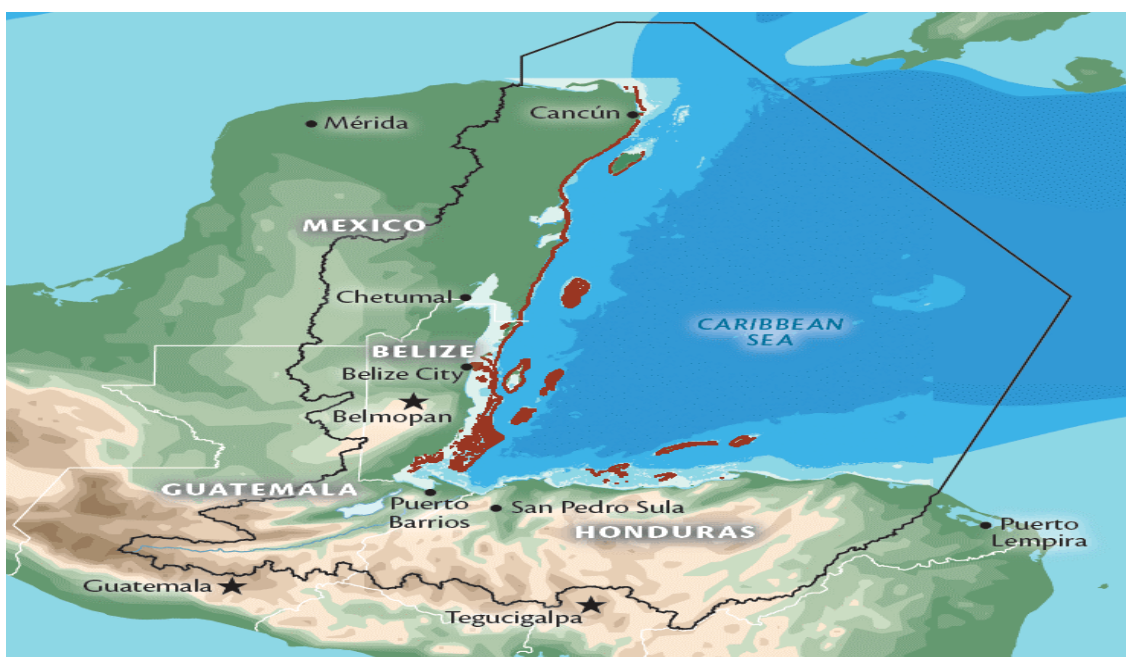 Cancún
Mérida
MEXICO
Chetumal
CARIBBEAN
SEA
BELIZE
Belize City
Belmopan
GUATEMALA
Puerto
Barrios
San Pedro Sula
HONDURAS
Puerto
Lempira
Guatemala
Tegucigalpa